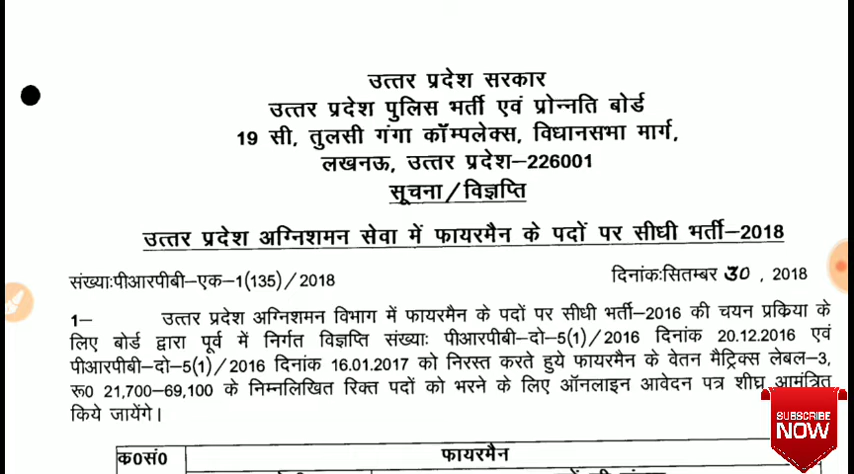 उत्तर प्रदेश सरकार
उत्तर प्रदेश पुलिस भर्ती एवं प्रोन्नति बोर्ड
19 सी, तुलसी गंगा कॉम्पलेक्स, विधानसभा मार्ग,
लखनऊ, उत्तर प्रदेश–226001
सूचना/विज्ञप्ति
उत्तर प्रदेश अग्निशमन सेवा में फायरमैन के पदों पर सीधी भर्ती–2018
संख्याःपीआरपीबी–एक–1(135)/2018 दिनांकःसितम्बर 30, 2018
1– उत्तर प्रदेश अग्निशमन विभाग में फायरमैन के पदों पर सीधी भर्ती–2016 की चयन प्रकिया के
लिए बोर्ड द्वारा पूर्व में निर्गत विज्ञप्ति संख्याः पीआरपीबी–दो–5(1)/2016 दिनांक 20.12.2016 एवं
पीआरपीबी–दो–5(1)/2016 दिनांक 16.01.2017 को निरस्त करते हुये फायरमैन के वेतन मैट्रिक्स लेबल–3,
रू0 21,700–69,100 के निम्नलिखित रिक्त पदों को भरने के लिए ऑनलाइन आवेदन पत्र शीघ्र आमंत्रित
किये जायेंगे।
SUBSCRIBE
NOW
क0सं0 फायरमैन